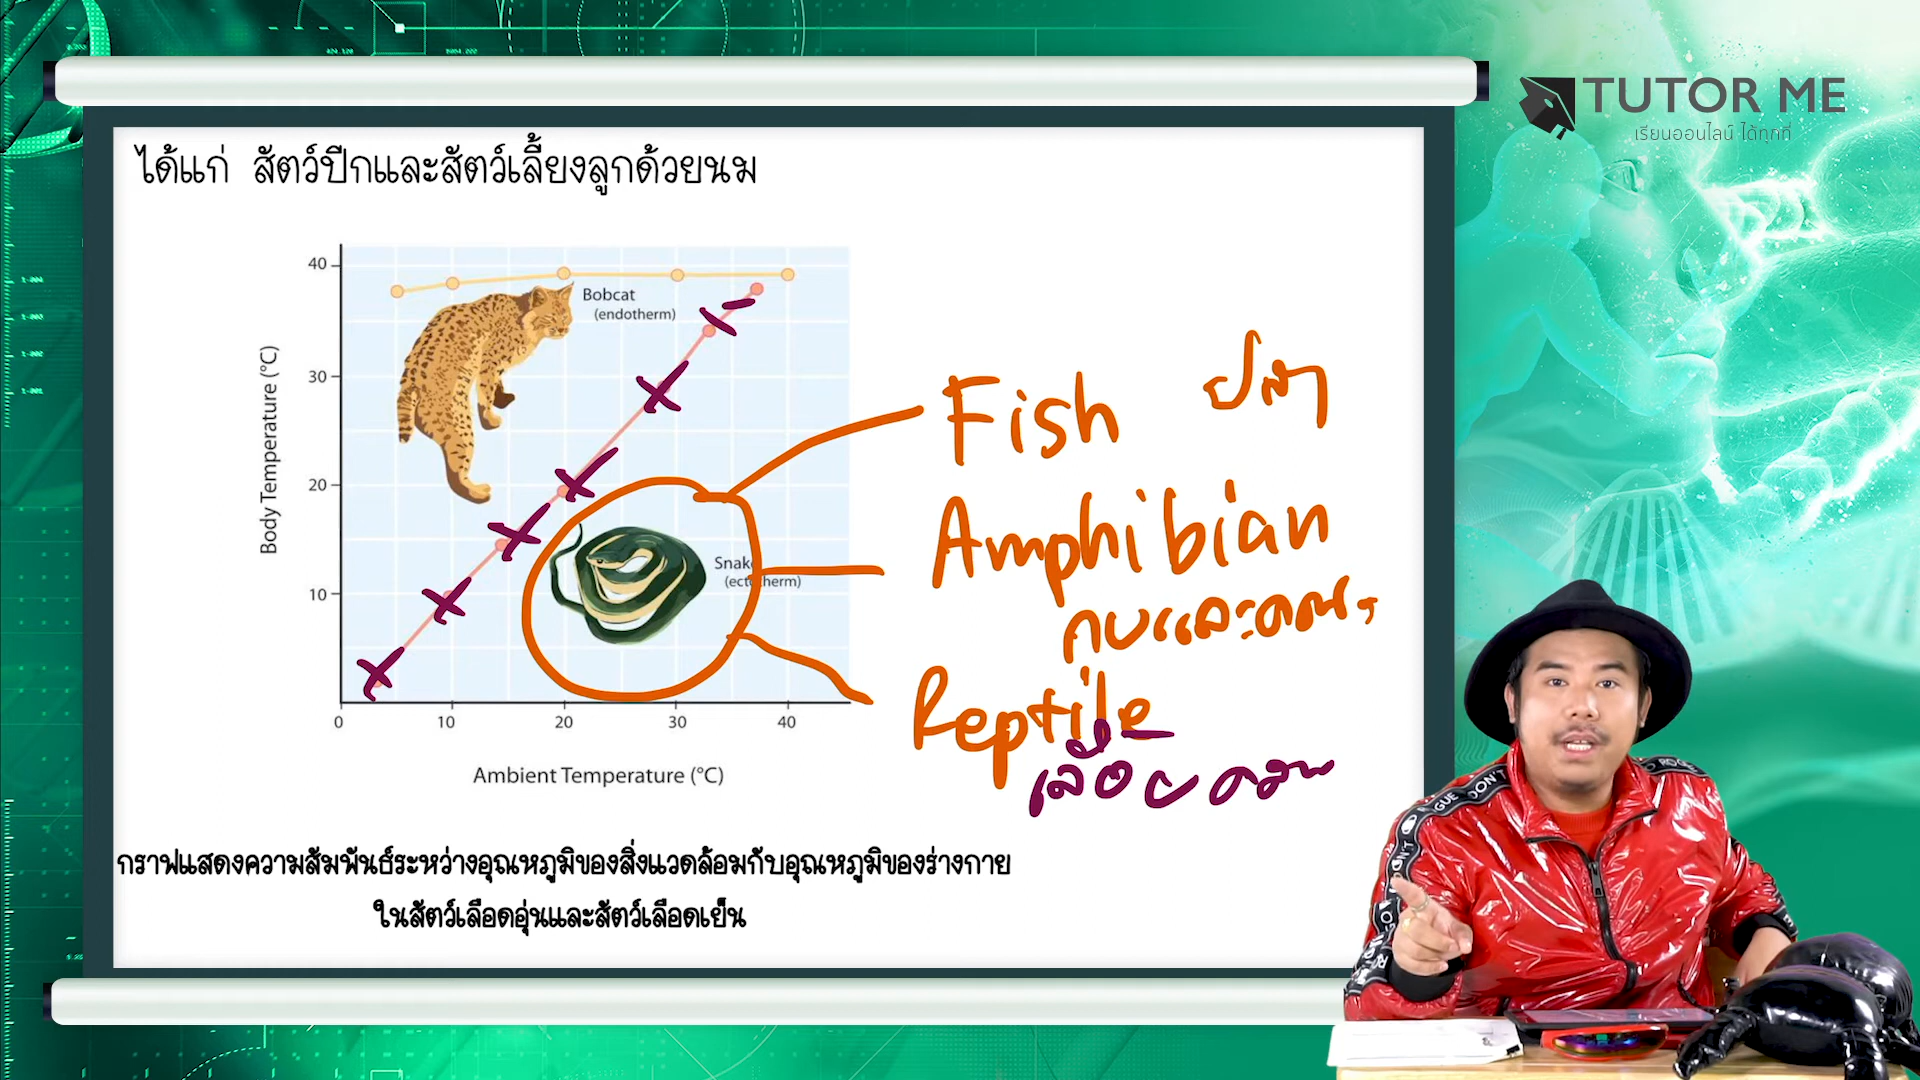 TUTOR ME
เรียนออนไลน์ ได้ทุกที่
ได้แก่ สัตว์ปีกและสัตว์เลี้ยงลูกด้วยนม
40
30
20
10
Body Temperature (°C)
Bobcat
(endotherm)
Snake
(ectotherm)
0
10
20
30
40
Ambient Temperature (°C)
Fish ปลา
Amphibian
กบและคณะ
Reptile
เลื้อยคลาน
กราฟแสดงความสัมพันธ์ระหว่างอุณหภูมิของสิ่งแวดล้อมกับอุณหภูมิของร่างกาย
ในสัตว์เลือดอุ่นและสัตว์เลือดเย็น